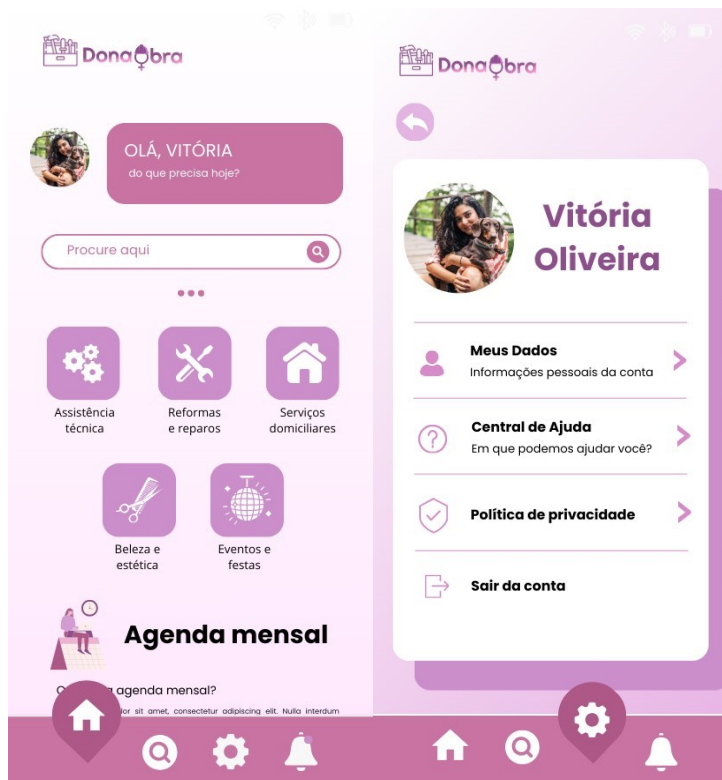 DonaObra
OLÁ, VITÓRIA
do que precisa hoje?
Procure aqui
Assistência
técnica
Reformas
e reparos
Serviços
domiciliares
Beleza e
estética
Eventos e
festas
Agenda mensal
agenda mensal?
sit amet, consectetur adipiscing elit. Nulla interdum
DonaObra
Vitória
Oliveira
Meus Dados
Informações pessoais da conta
Central de Ajuda
Em que podemos ajudar você?
Política de privacidade
Sair da conta